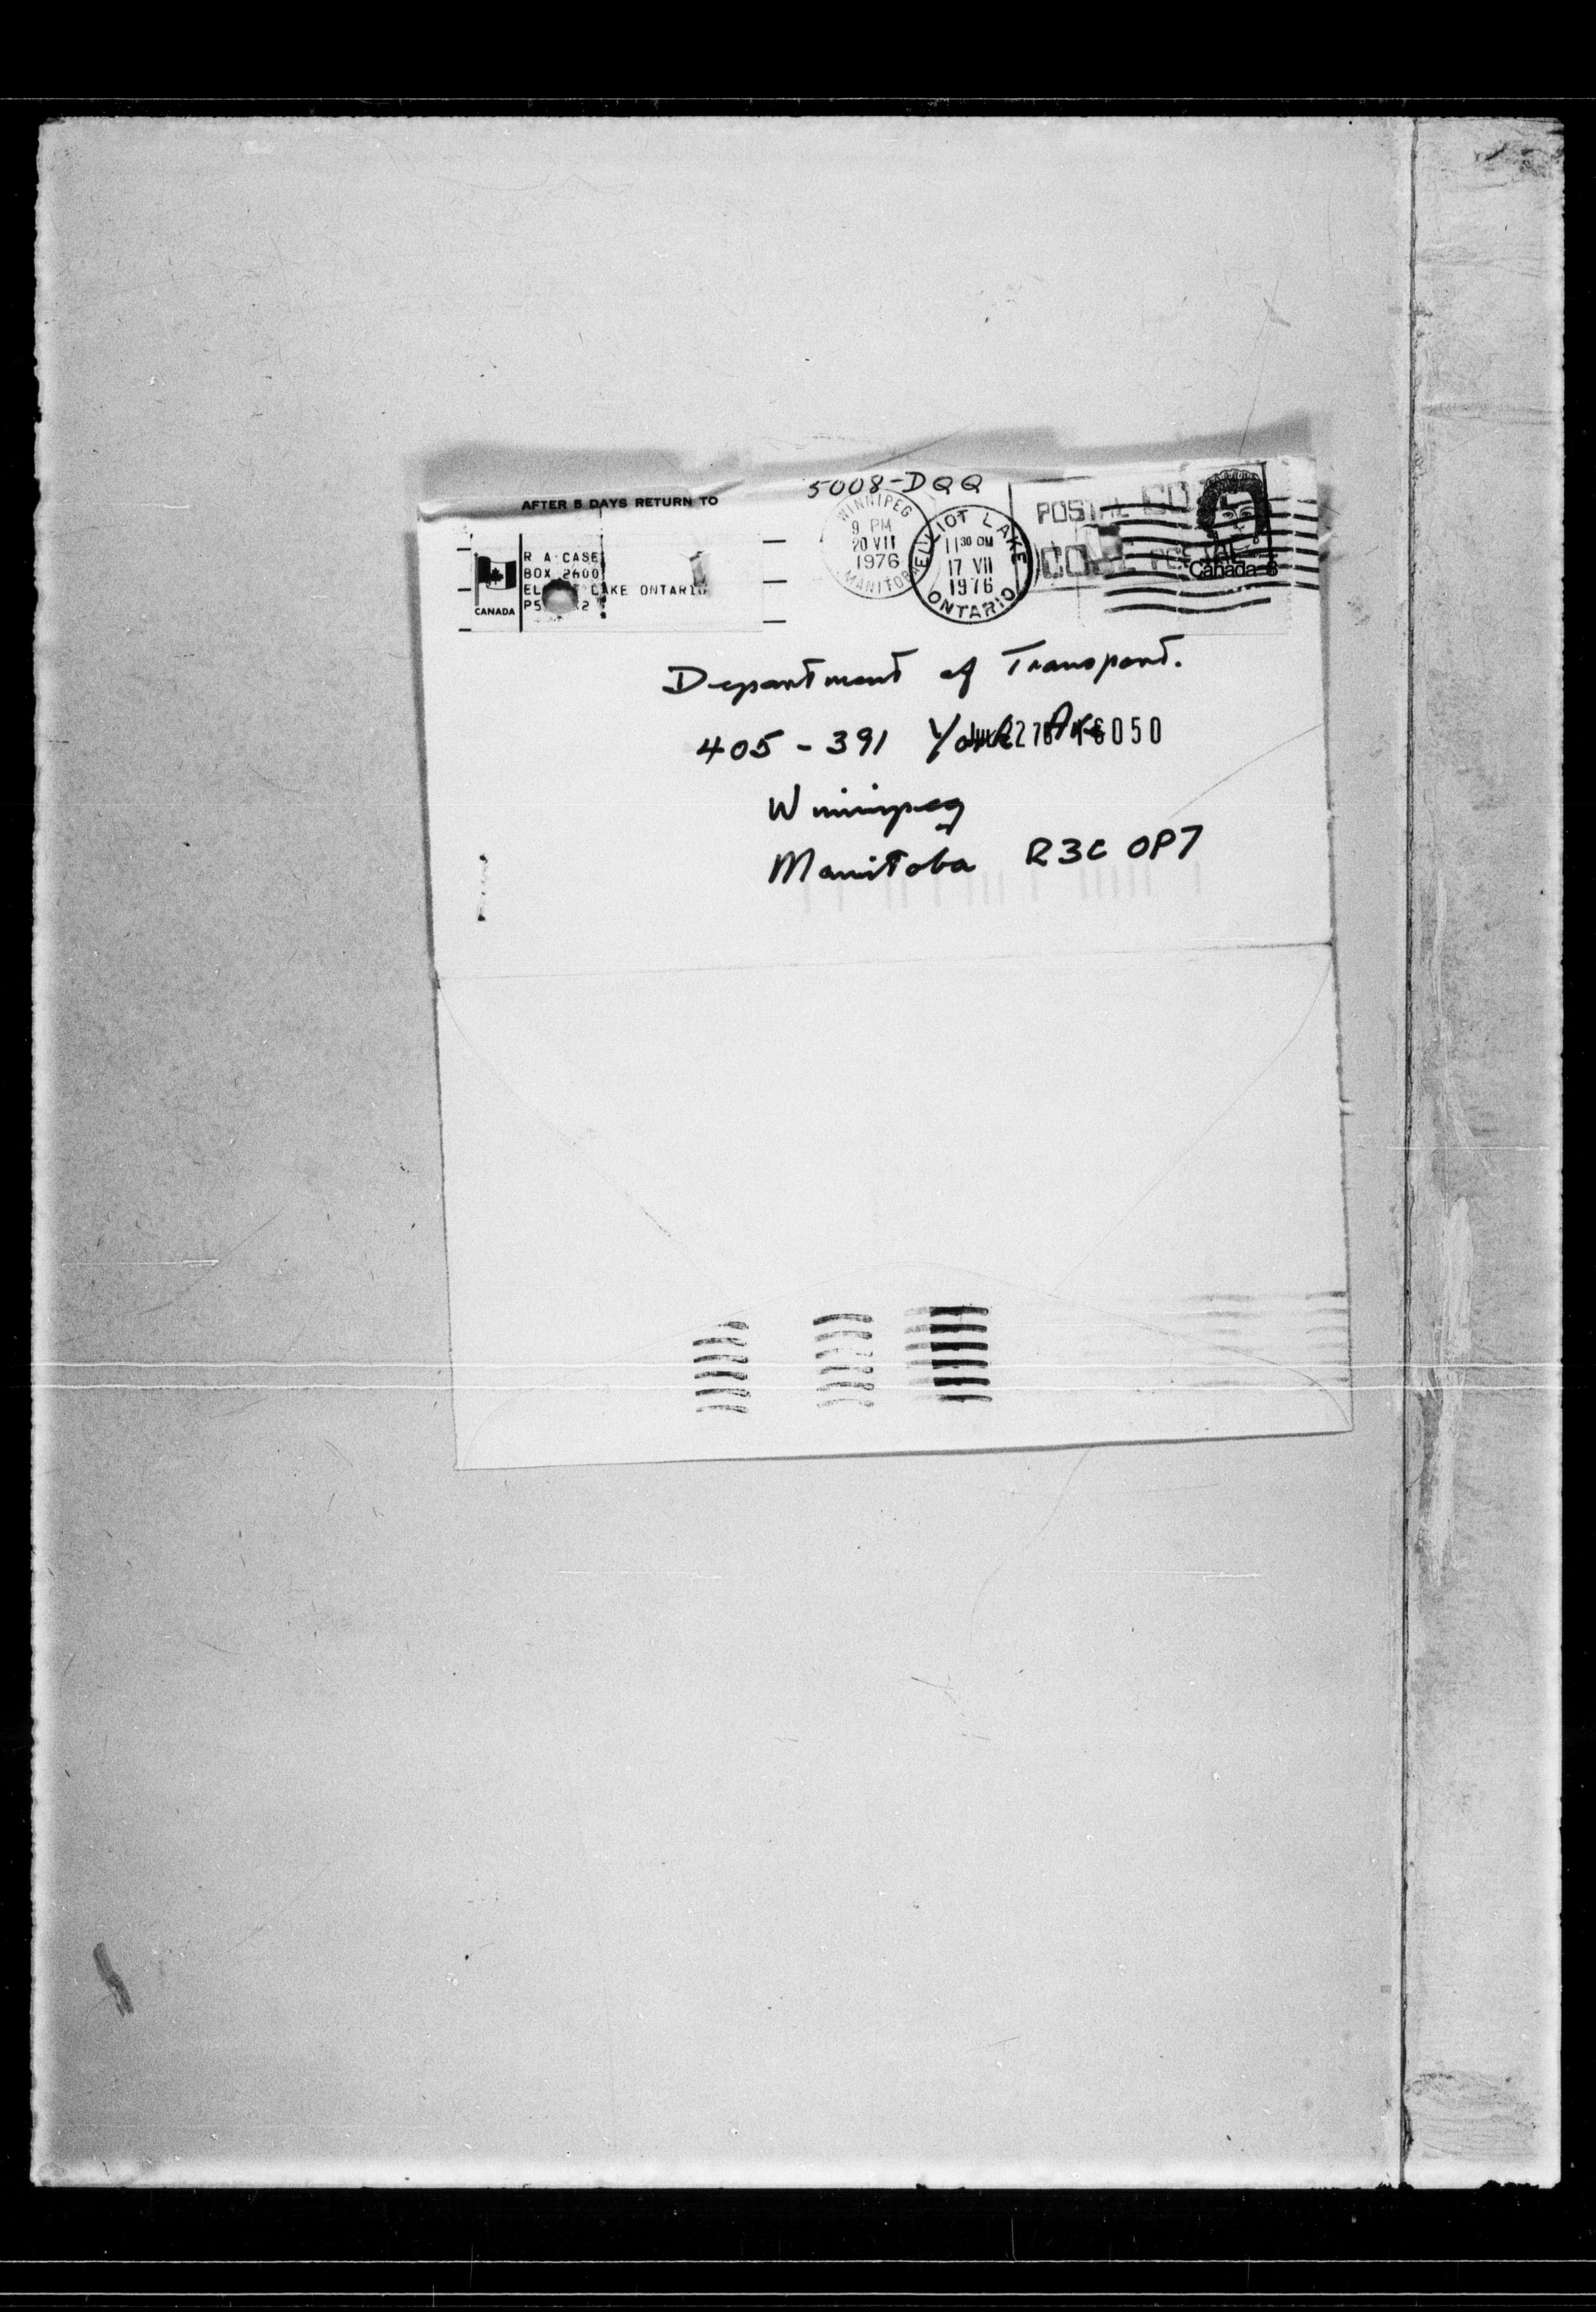 5008-DQQ
AFTER 5 DAYS RETURN TO
CANADA
R A CASE
BOX 2600
LAKE ONTARIO
WINNIPEG
9 PM
20 VII
1976
MANITOBA
ELLIOT LAKE
11 30 PM
17 VII
1976
ONTARIO
POSTAL
Canada 8
Department of Transport.
405 - 391 York Ave
050
Winnipeg
Manitoba R3C 0P7